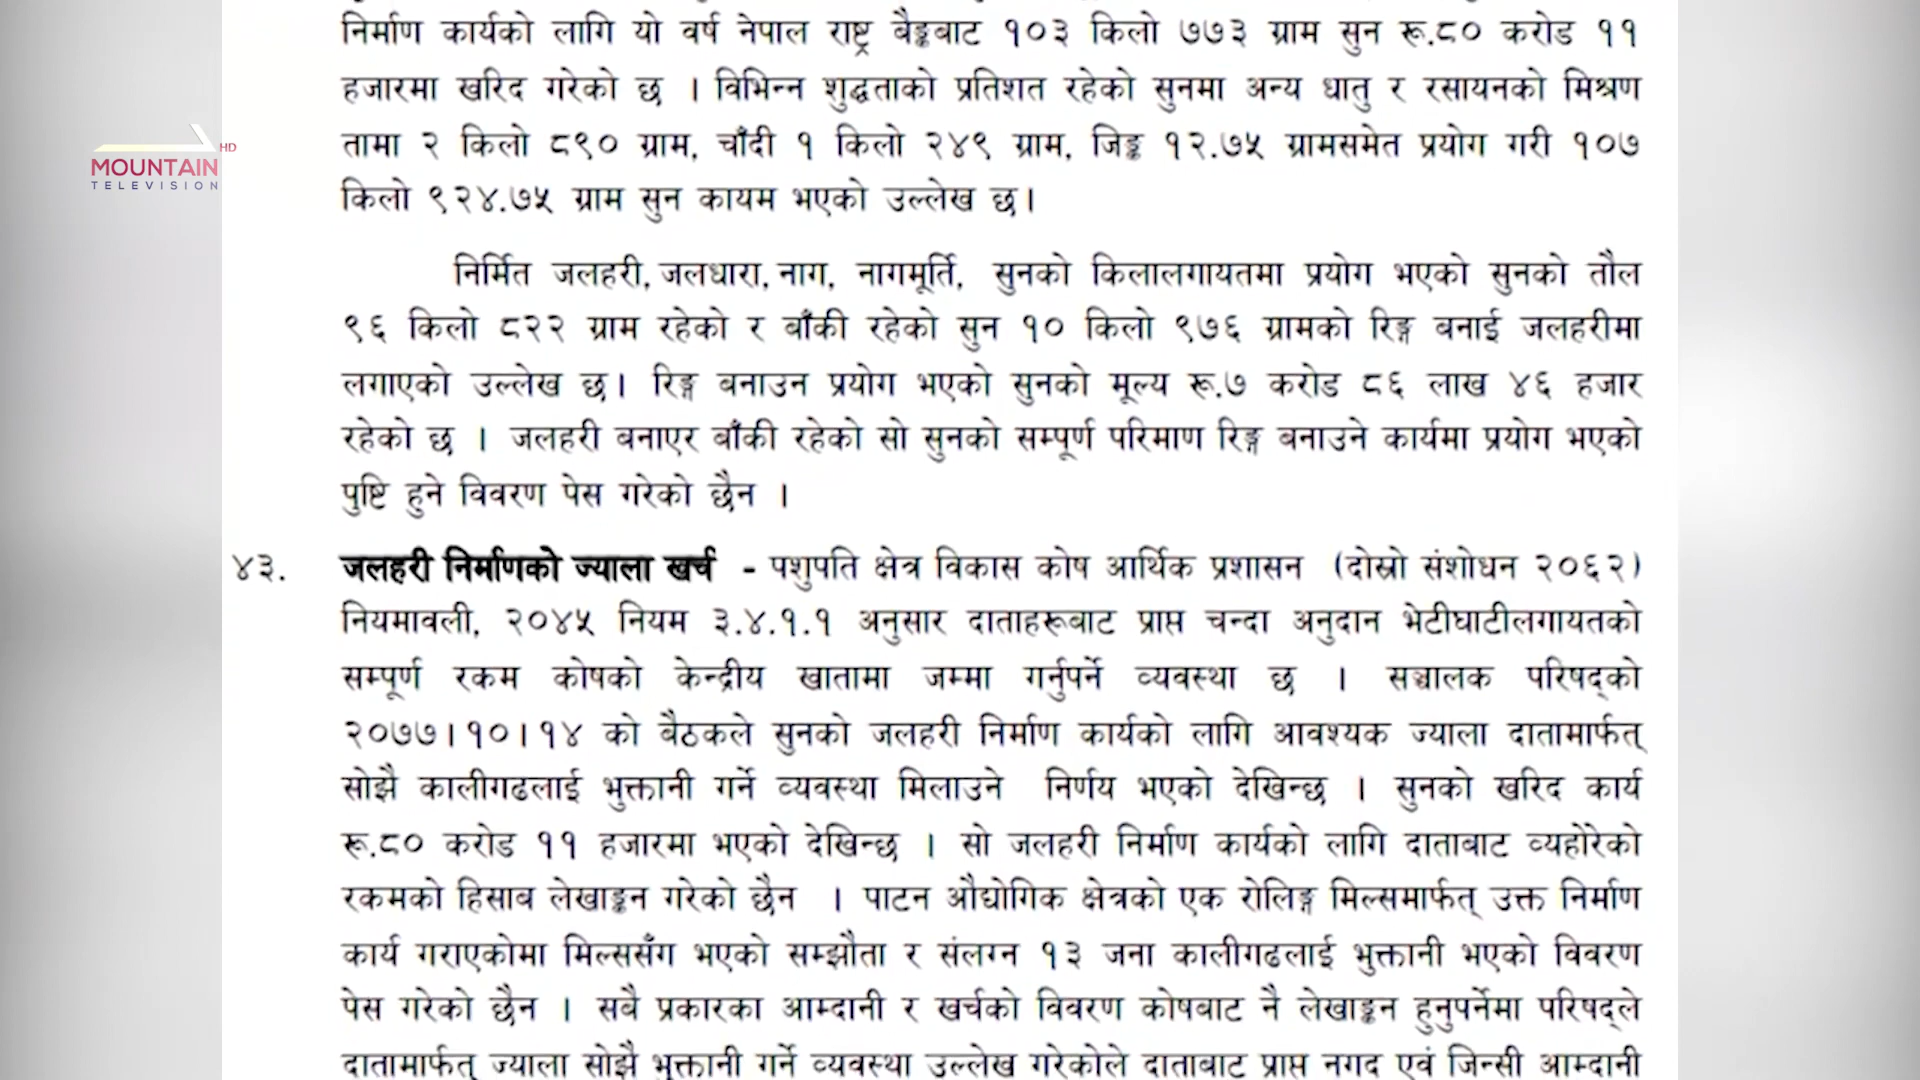 निर्माण कार्यको लागि यो वर्ष नेपाल राष्ट्र बैङ्कबाट १०३ किलो ७७३ ग्राम सुन रू.८० करोड ११
हजारमा खरिद गरेको छ । विभिन्न शुद्धताको प्रतिशत रहेको सुनमा अन्य धातु र रसायनको मिश्रण
तामा २ किलो ८९० ग्राम, चाँदी १ किलो २४९ ग्राम, जिङ्क १२.७५ ग्रामसमेत प्रयोग गरी १०७
किलो ९२४.७५ ग्राम सुन कायम भएको उल्लेख छ।
MOUNTAIN HD
TELEVISION
निर्मित जलहरी, जलधारा, नाग, नागमूर्ति, सुनको किलालगायतमा प्रयोग भएको सुनको तौल
९६ किलो ८२२ ग्राम रहेको र बाँकी रहेको सुन १० किलो ९७६ ग्रामको रिङ्ग बनाई जलहरीमा
लगाएको उल्लेख छ। रिङ्ग बनाउन प्रयोग भएको सुनको मूल्य रू.७ करोड ८६ लाख ४६ हजार
रहेको छ । जलहरी बनाएर बाँकी रहेको सो सुनको सम्पूर्ण परिमाण रिङ्ग बनाउने कार्यमा प्रयोग भएको
पुष्टि हुने विवरण पेस गरेको छैन ।
४३. जलहरी निर्माणको ज्याला खर्च - पशुपति क्षेत्र विकास कोष आर्थिक प्रशासन (दोस्रो संशोधन २०६२)
नियमावली, २०४५ नियम ३.४.१.१ अनुसार दाताहरूबाट प्राप्त चन्दा अनुदान भेटीघाटीलगायतको
सम्पूर्ण रकम कोषको केन्द्रीय खातामा जम्मा गर्नुपर्ने व्यवस्था छ । सञ्चालक परिषद्को
२०७७।१०।१४ को बैठकले सुनको जलहरी निर्माण कार्यको लागि आवश्यक ज्याला दातामार्फत्
सोझै कालीगढलाई भुक्तानी गर्ने व्यवस्था मिलाउने निर्णय भएको देखिन्छ । सुनको खरिद कार्य
रू.८० करोड ११ हजारमा भएको देखिन्छ । सो जलहरी निर्माण कार्यको लागि दाताबाट व्यहोरेको
रकमको हिसाब लेखाङ्कन गरेको छैन । पाटन औद्योगिक क्षेत्रको एक रोलिङ्ग मिल्समार्फत् उक्त निर्माण
कार्य गराएकोमा मिल्ससँग भएको सम्झौता र संलग्न १३ जना कालीगढलाई भुक्तानी भएको विवरण
पेस गरेको छैन । सबै प्रकारका आम्दानी र खर्चको विवरण कोषबाट नै लेखाङ्कन हुनुपर्नेमा परिषद्ले
दातामार्फत् ज्याला सोझै भुक्तानी गर्ने व्यवस्था उल्लेख गरेकोले दाताबाट प्राप्त नगद एवं जिन्सी आम्दानी